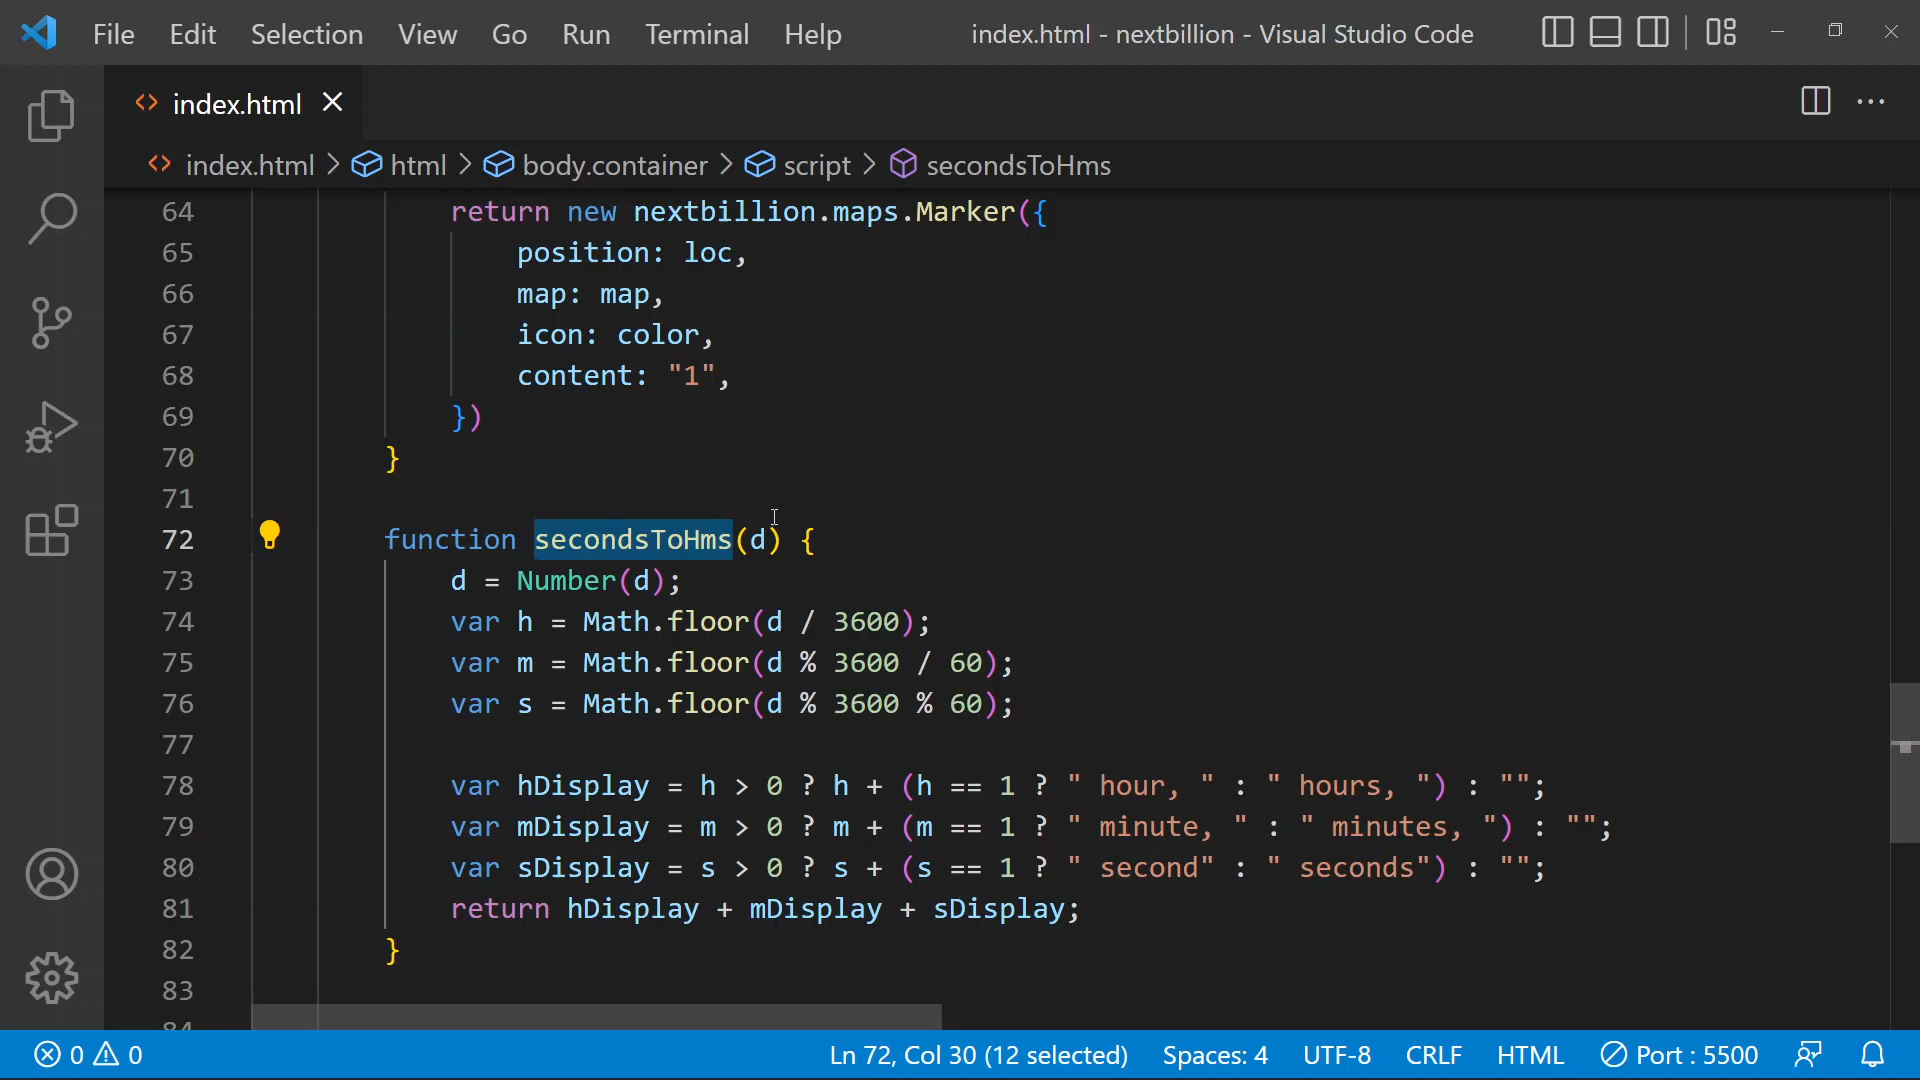 File Edit Selection View Go Run Terminal Help index.html - nextbillion - Visual Studio Code
index.html
index.html > html > body.container > script > secondsToHms
64 return new nextbillion.maps.Marker({
65 position: loc,
66 map: map,
67 icon: color,
68 content: "1",
69 })
70 }
71
72 function secondsToHms(d) {
73 d = Number(d);
74 var h = Math.floor(d / 3600);
75 var m = Math.floor(d % 3600 / 60);
76 var s = Math.floor(d % 3600 % 60);
77
78 var hDisplay = h > 0 ? h + (h == 1 ? " hour, " : " hours, ") : "";
79 var mDisplay = m > 0 ? m + (m == 1 ? " minute, " : " minutes, ") : "";
80 var sDisplay = s > 0 ? s + (s == 1 ? " second" : " seconds") : "";
81 return hDisplay + mDisplay + sDisplay;
82 }
83
84
0 0 Ln 72, Col 30 (12 selected) Spaces: 4 UTF-8 CRLF HTML Port : 5500